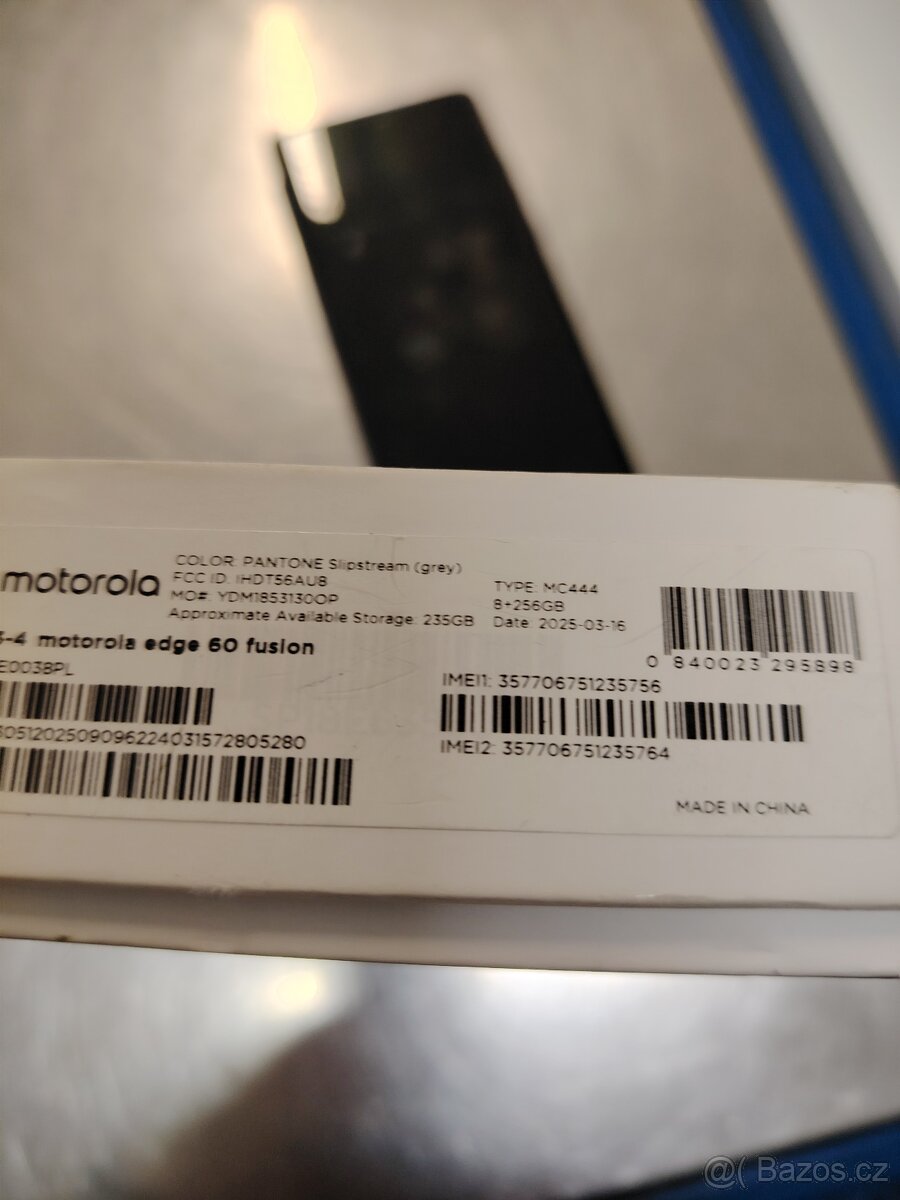 motorola
COLOR: PANTONE Slipstream (grey)
FCC ID: IHDT56AU8
MO#: YDM18531300P
Approximate Available Storage: 235GB
TYPE: MC444
8+256GB
Date: 2025-03-16
0 840023 295898
-4 motorola edge 60 fusion
E0038PL
IMEI1: 357706751235756
IMEI2: 357706751235764
MADE IN CHINA
@( Bazos.cz